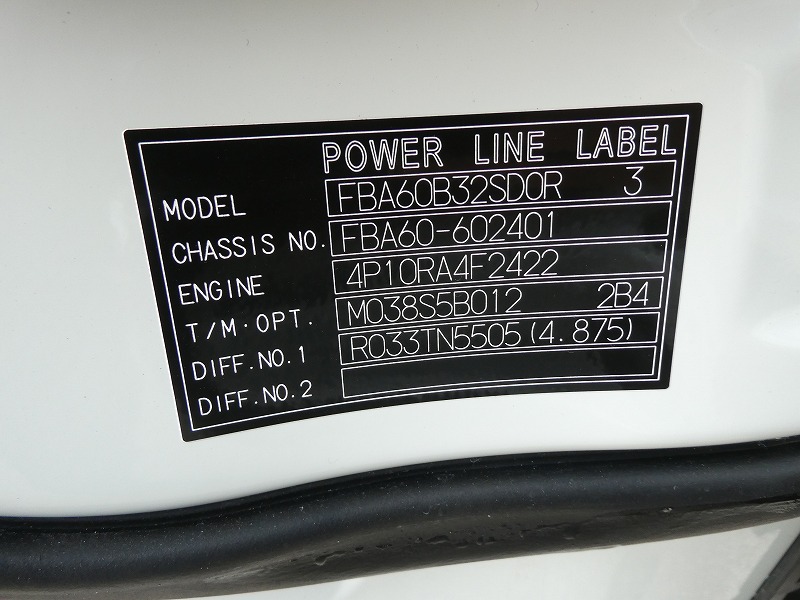 POWER LINE LABEL
MODEL FBA60B32SD0R 3
CHASSIS NO. FBA60-602401
ENGINE 4P10RA4F2422
T/M·OPT. M038S5B012 2B4
DIFF.NO.1 R033TN5505(4.875)
DIFF.NO.2